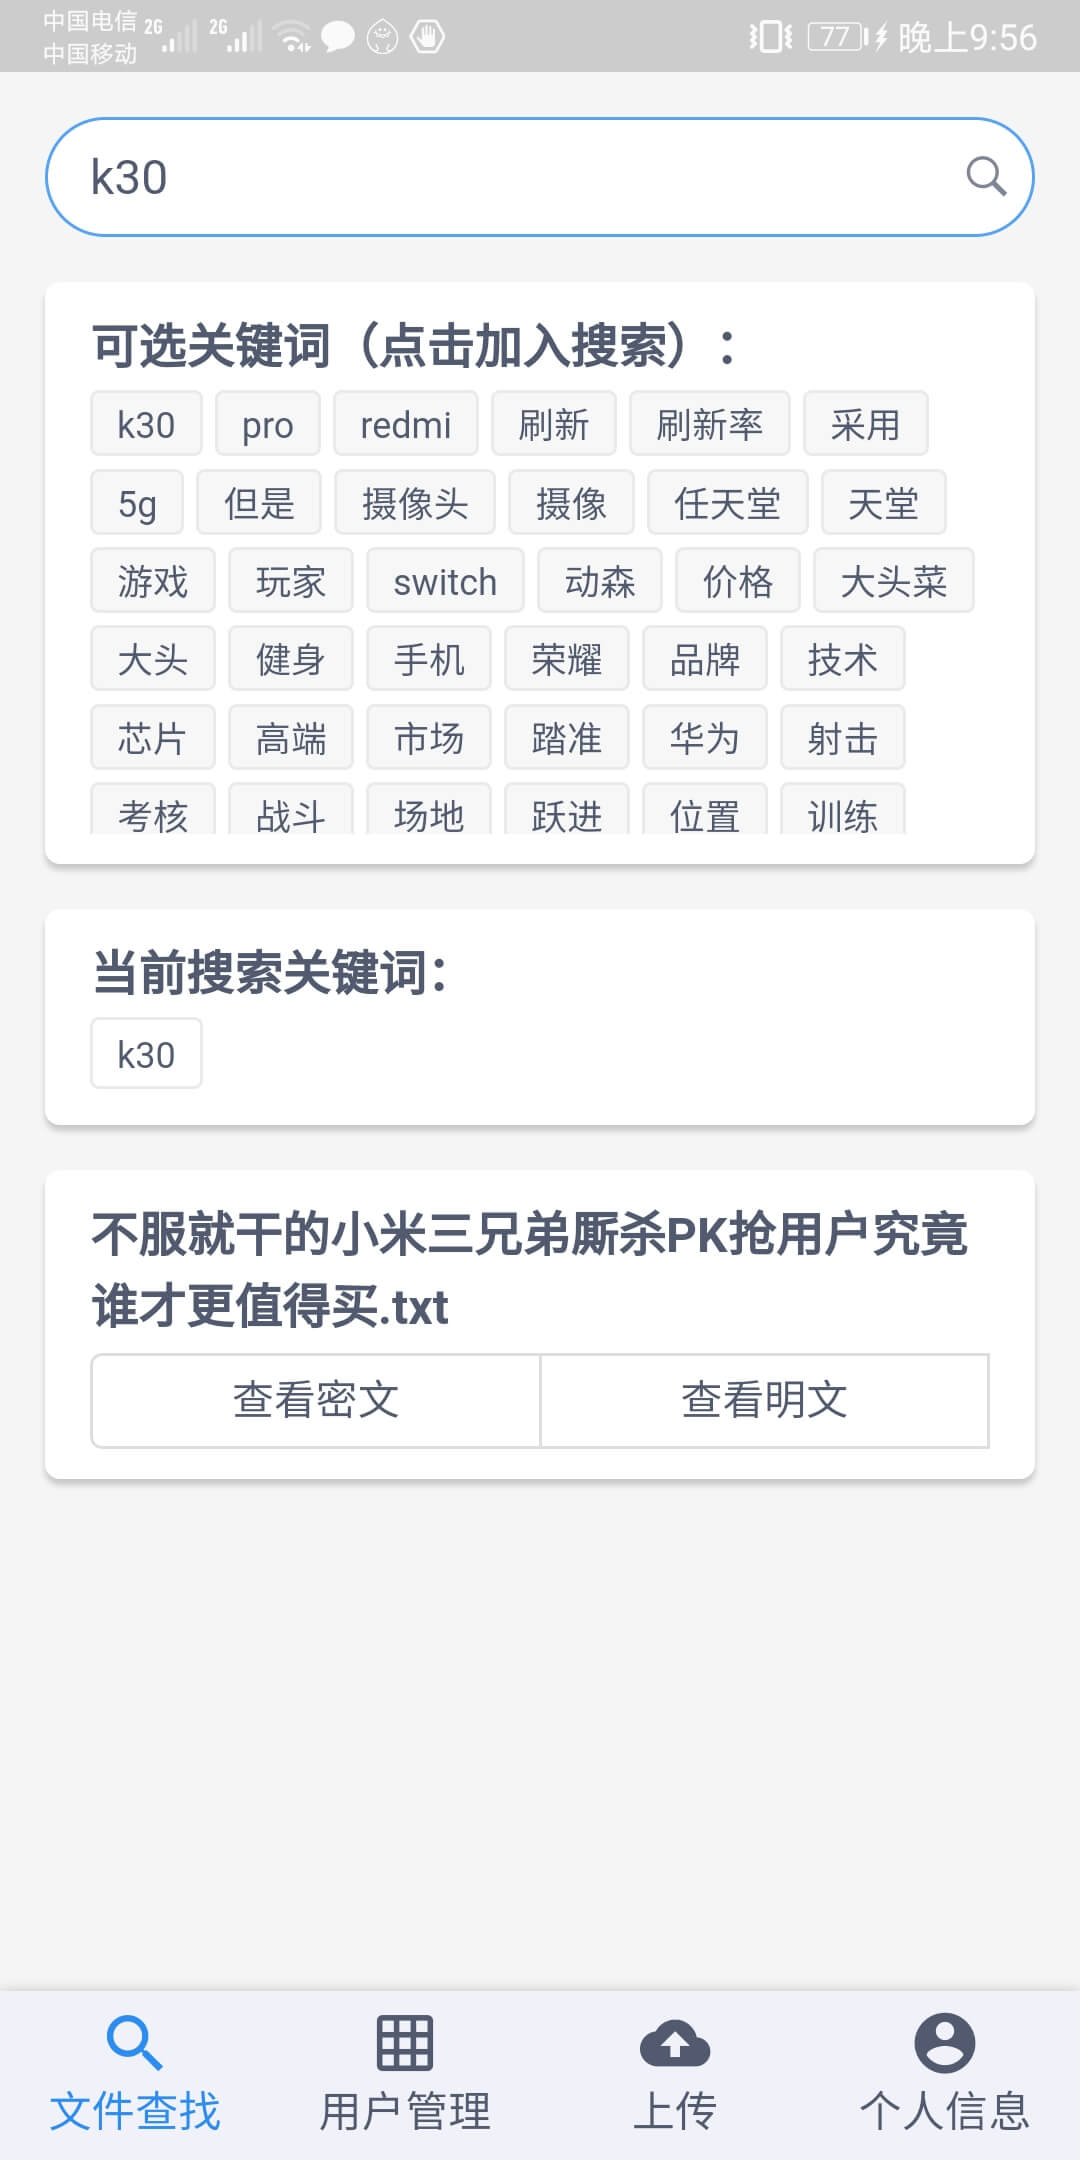 中国电信 2G 2G 77 晚上9:56
中国移动
k30
可选关键词（点击加入搜索）：
k30 pro redmi 刷新 刷新率 采用
5g 但是 摄像头 摄像 任天堂 天堂
游戏 玩家 switch 动森 价格 大头菜
大头 健身 手机 荣耀 品牌 技术
芯片 高端 市场 踏准 华为 射击
考核 战斗 场地 跃进 位置 训练
当前搜索关键词：
k30
不服就干的小米三兄弟厮杀PK抢用户究竟
谁才更值得买.txt
查看密文 查看明文
文件查找 用户管理 上传 个人信息